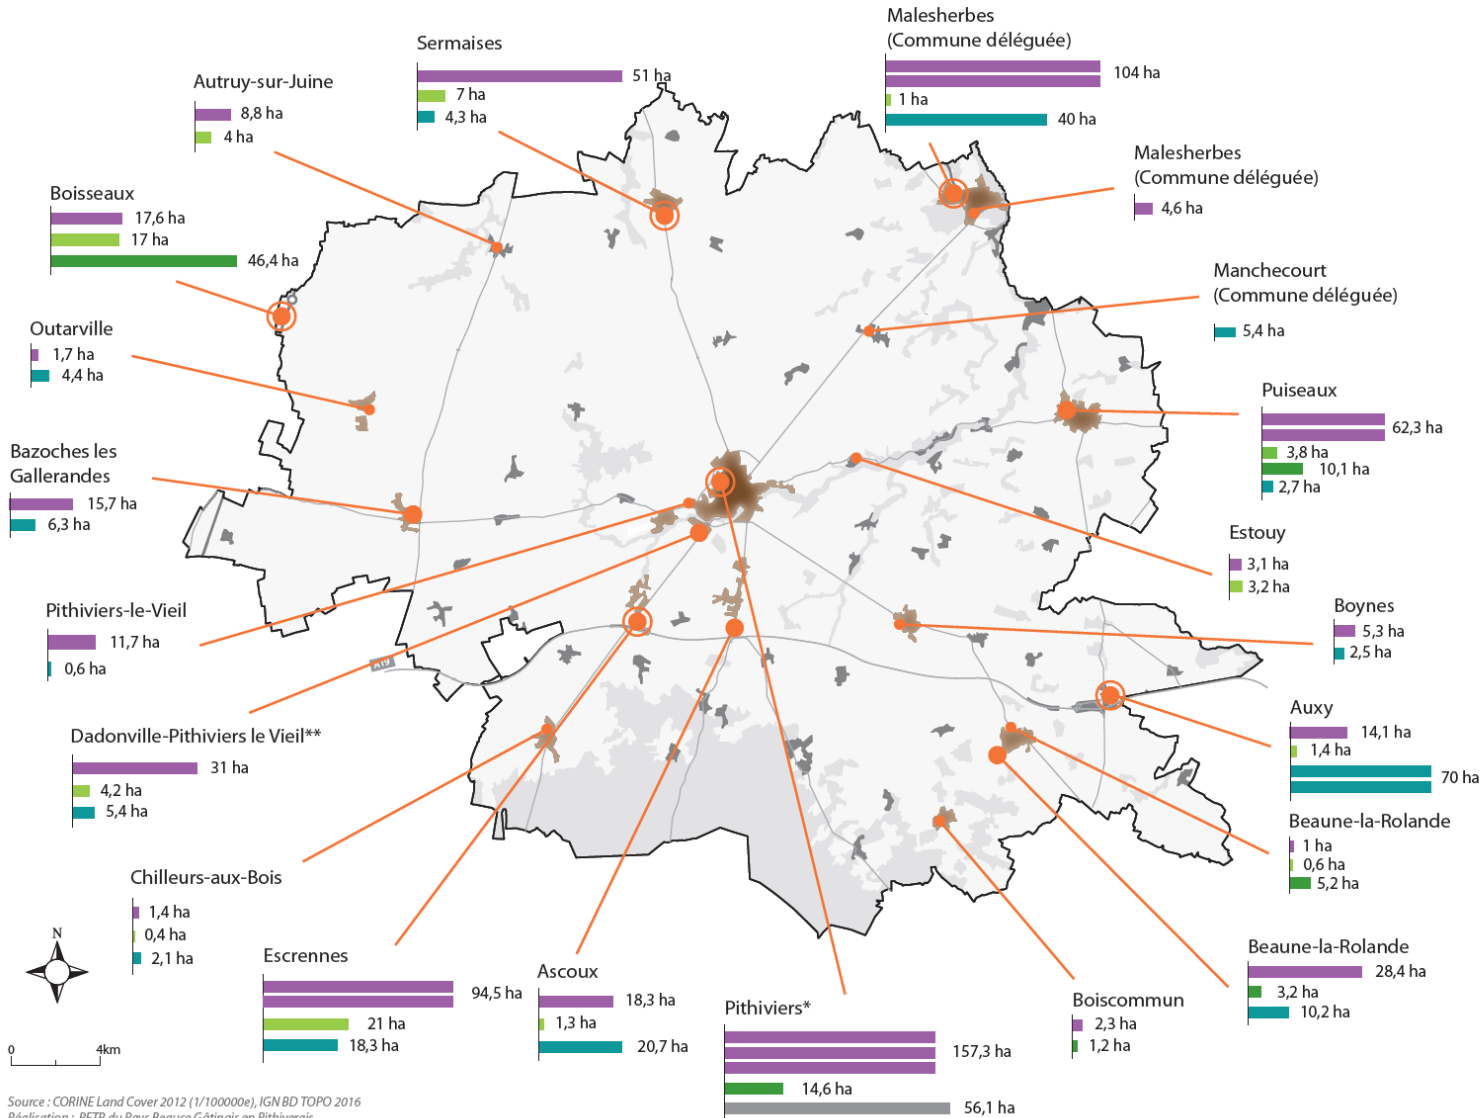 Malesherbes
(Commune déléguée)
104 ha
1 ha
40 ha
Sermaises
51 ha
7 ha
4,3 ha
Autruy-sur-Juine
8,8 ha
4 ha
Malesherbes
(Commune déléguée)
4,6 ha
Boisseaux
17,6 ha
17 ha
46,4 ha
Manchecourt
(Commune déléguée)
5,4 ha
Outarville
1,7 ha
4,4 ha
Puiseaux
62,3 ha
3,8 ha
10,1 ha
2,7 ha
Bazoches les
Gallerandes
15,7 ha
6,3 ha
Estouy
3,1 ha
3,2 ha
Pithiviers-le-Vieil
11,7 ha
0,6 ha
Boynes
5,3 ha
2,5 ha
A19
Auxy
14,1 ha
1,4 ha
70 ha
Dadonville-Pithiviers le Vieil**
31 ha
4,2 ha
5,4 ha
Beaune-la-Rolande
1 ha
0,6 ha
5,2 ha
Chilleurs-aux-Bois
1,4 ha
0,4 ha
2,1 ha
Beaune-la-Rolande
28,4 ha
3,2 ha
10,2 ha
Escrennes
94,5 ha
21 ha
18,3 ha
Ascoux
18,3 ha
1,3 ha
20,7 ha
Pithiviers*
157,3 ha
14,6 ha
56,1 ha
Boiscommun
2,3 ha
1,2 ha
N
0 4km
Source : CORINE Land Cover 2012 (1/100000e), IGN BD TOPO 2016
Réalisation : PETR du Pays Beauce Gâtinais en Pithiverais